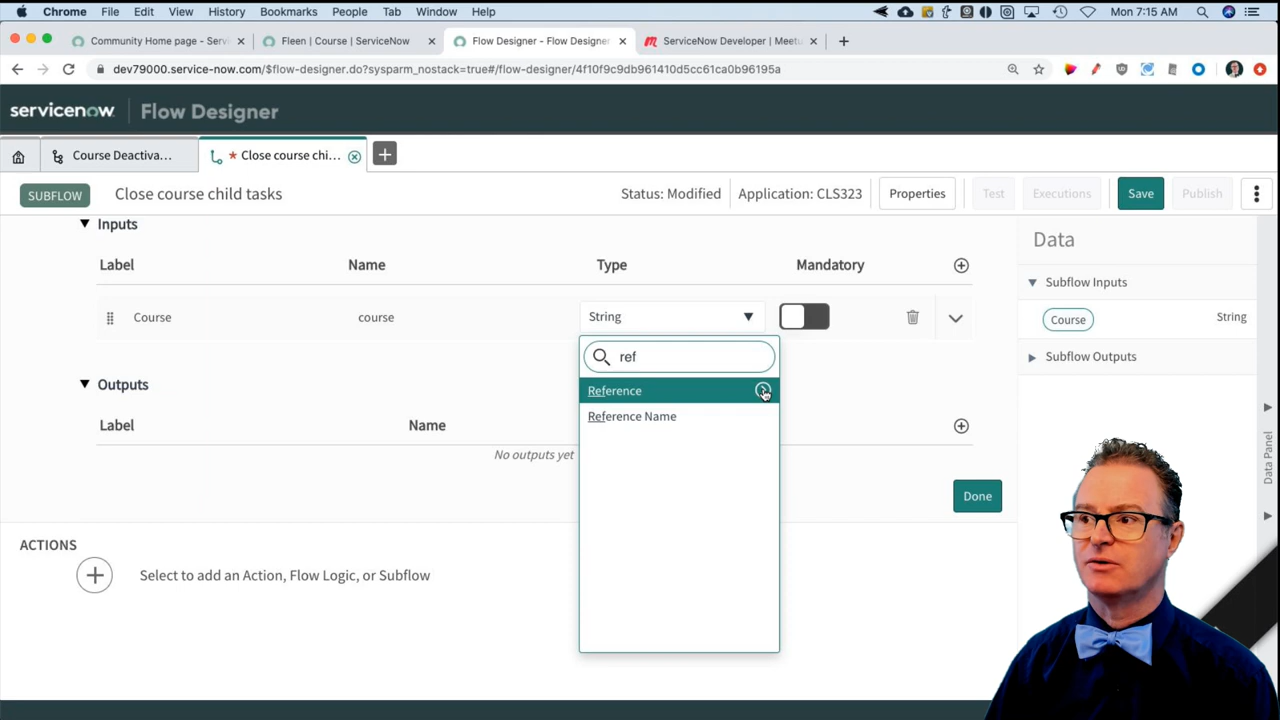 Chrome File Edit View History Bookmarks People Tab Window Help Mon 7:15 AM
Community Home page - Serv Fleen | Course | ServiceNow Flow Designer - Flow Designer ServiceNow Developer | Meetu
dev79000.service-now.com/$flow-designer.do?sysparm_nostack=true#/flow-designer/4f10f9c9db961410d5cc61ca0b96195a
servicenow Flow Designer
Course Deactiva... * Close course chi...
SUBFLOW Close course child tasks Status: Modified Application: CLS323 Properties Test Executions Save Publish
Inputs
Data
Label Name Type Mandatory
Subflow Inputs
Course course String
Course String
ref
Subflow Outputs
Outputs
Reference
Reference Name
Label Name
No outputs yet
Data Panel
Done
ACTIONS
Select to add an Action, Flow Logic, or Subflow